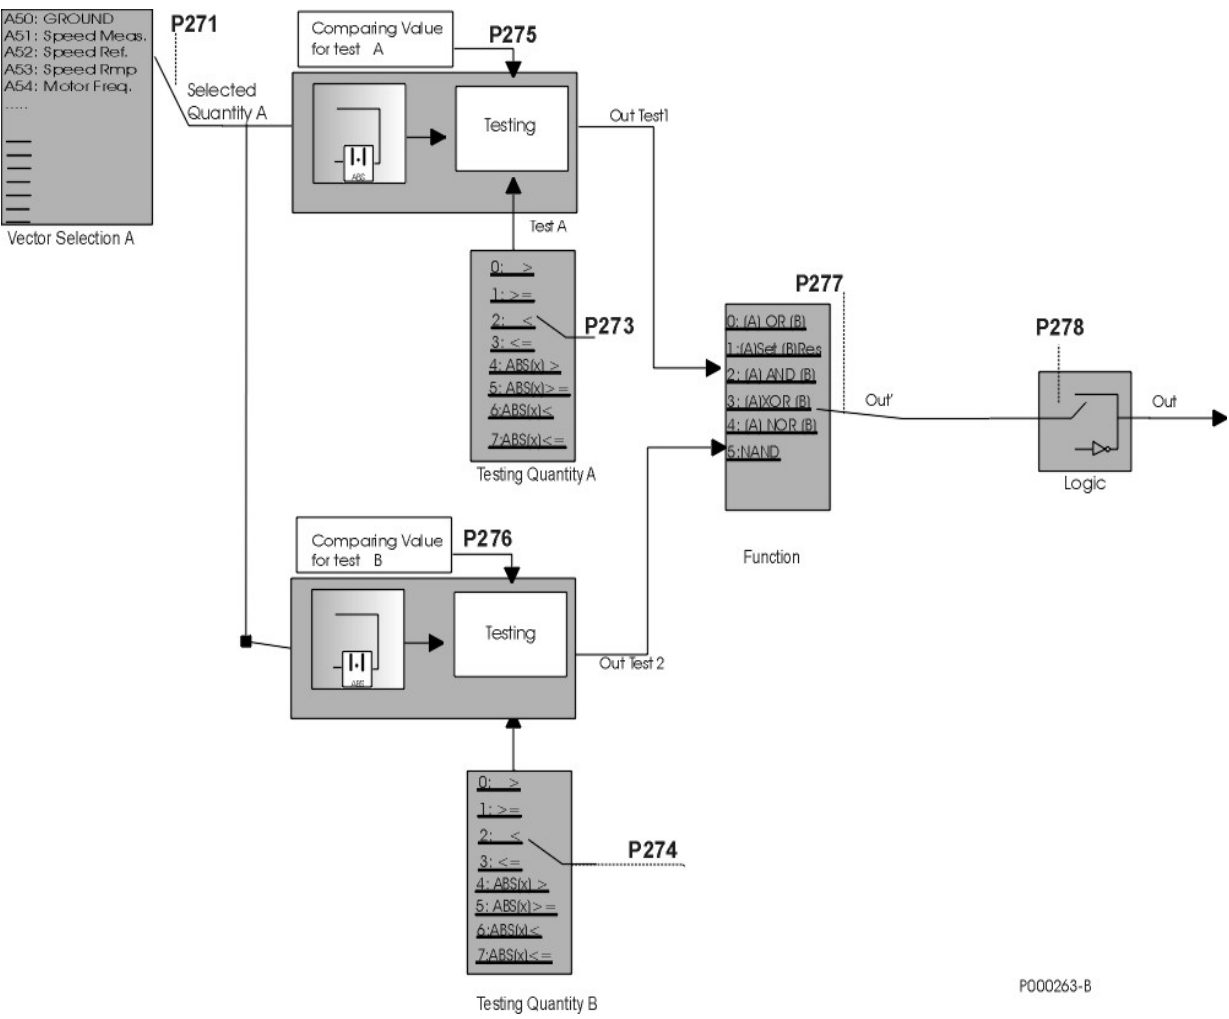 A50: GROUND
A51: Speed Meas.
A52: Speed Ref.
A53: Speed Rmp
A54: Motor Freq.
.....
Vector Selection A
P271
Selected
Quantity A
Comparing Value
for test A
P275
ABS
Testing
Out Test1
Test A
0: >
1: >=
2: <
3: <=
4: ABS(x) >
5: ABS(x)>=
6:ABS(x)<
7:ABS(x)<=
P273
Testing Quantity A
Comparing Value
for test B
P276
ABS
Testing
Out Test 2
0: >
1: >=
2: <
3: <=
4: ABS(x) >
5: ABS(x)>=
6:ABS(x)<
7:ABS(x)<=
P274
Testing Quantity B
P277
0: (A) OR (B)
1:(A)Set (B)Res
2: (A) AND (B)
3: (A)XOR (B)
4: (A) NOR (B)
5:NAND
Function
Out'
P278
Logic
Out
P000263-B